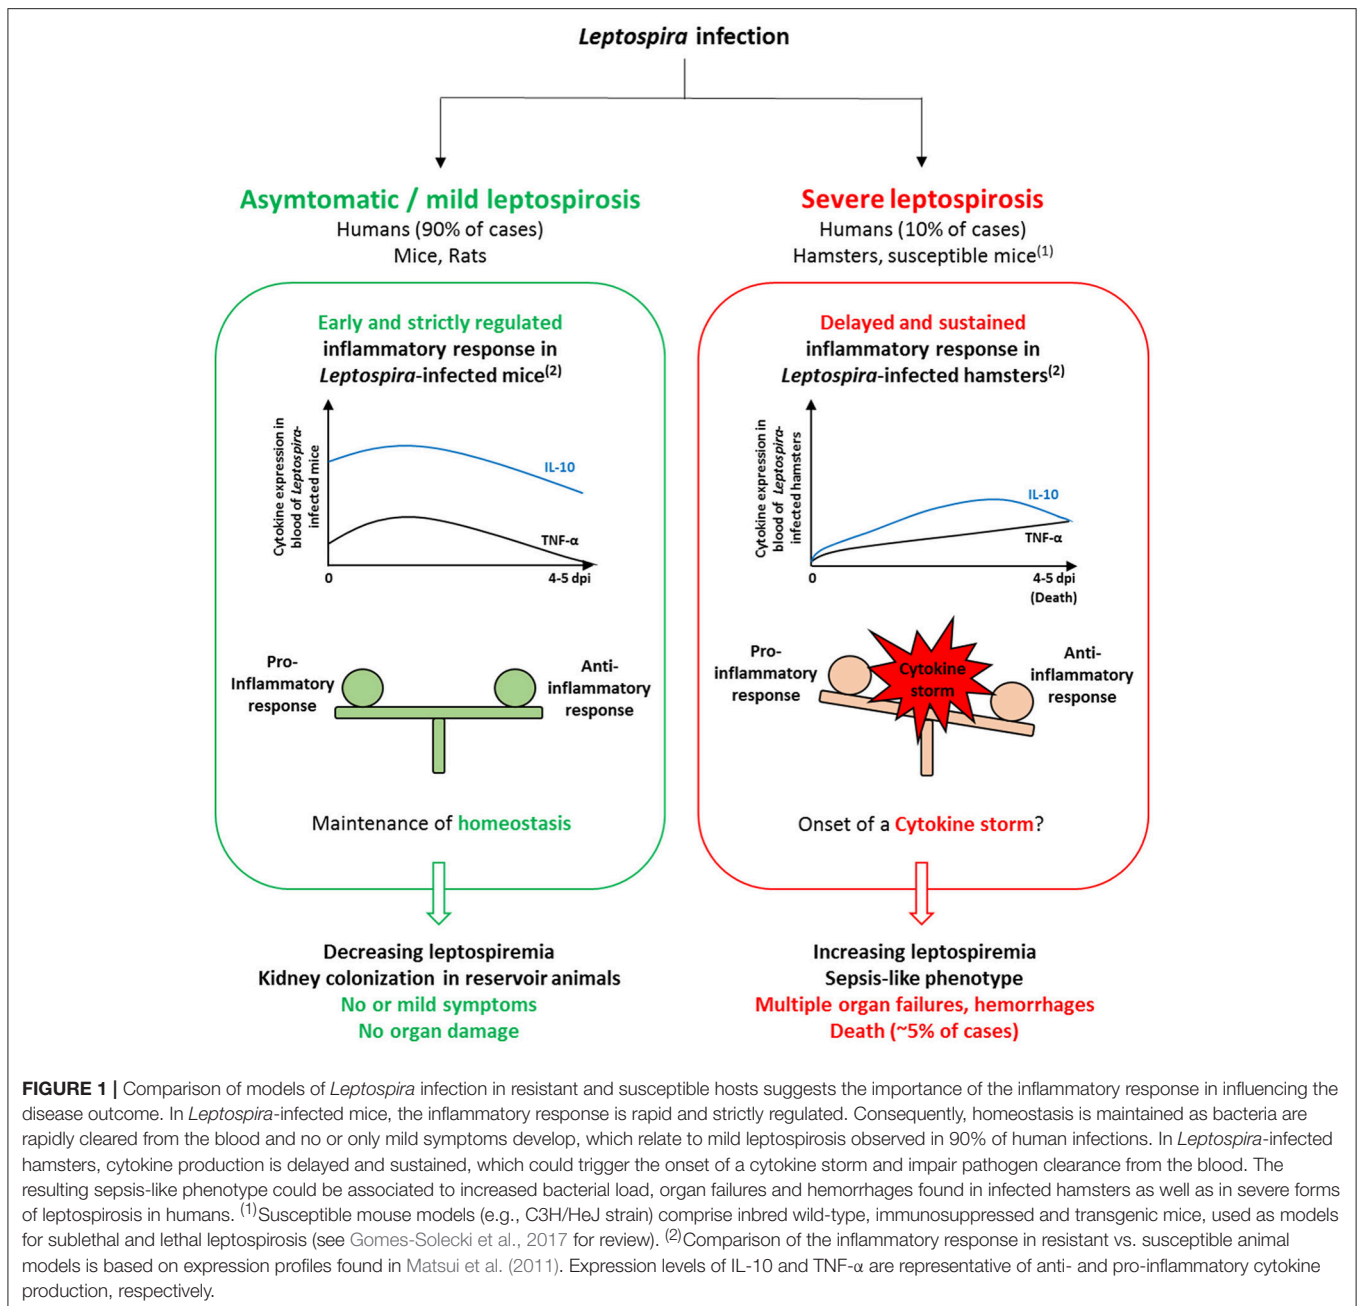 Leptospira infection
Asymtomatic / mild leptospirosis
Humans (90% of cases)
Mice, Rats
Early and strictly regulated
inflammatory response in
Leptospira-infected mice(2)
Cytokine expression in
blood of Leptospira-
infected mice
IL-10
TNF-α
0
4-5 dpi
Pro-
Inflammatory
response
Anti-
inflammatory
response
Maintenance of homeostasis
Decreasing leptospiremia
Kidney colonization in reservoir animals
No or mild symptoms
No organ damage
Severe leptospirosis
Humans (10% of cases)
Hamsters, susceptible mice(1)
Delayed and sustained
inflammatory response in
Leptospira-infected hamsters(2)
Cytokine expression in
blood of Leptospira-
infected hamsters
IL-10
TNF-α
0
4-5 dpi
(Death)
Pro-
inflammatory
response
Cytokine
storm
Anti-
inflammatory
response
Onset of a Cytokine storm?
Increasing leptospiremia
Sepsis-like phenotype
Multiple organ failures, hemorrhages
Death (~5% of cases)
FIGURE 1 | Comparison of models of Leptospira infection in resistant and susceptible hosts suggests the importance of the inflammatory response in influencing the
disease outcome. In Leptospira-infected mice, the inflammatory response is rapid and strictly regulated. Consequently, homeostasis is maintained as bacteria are
rapidly cleared from the blood and no or only mild symptoms develop, which relate to mild leptospirosis observed in 90% of human infections. In Leptospira-infected
hamsters, cytokine production is delayed and sustained, which could trigger the onset of a cytokine storm and impair pathogen clearance from the blood. The
resulting sepsis-like phenotype could be associated to increased bacterial load, organ failures and hemorrhages found in infected hamsters as well as in severe forms
of leptospirosis in humans. (1)Susceptible mouse models (e.g., C3H/HeJ strain) comprise inbred wild-type, immunosuppressed and transgenic mice, used as models
for sublethal and lethal leptospirosis (see Gomes-Solecki et al., 2017 for review). (2)Comparison of the inflammatory response in resistant vs. susceptible animal
models is based on expression profiles found in Matsui et al. (2011). Expression levels of IL-10 and TNF-α are representative of anti- and pro-inflammatory cytokine
production, respectively.